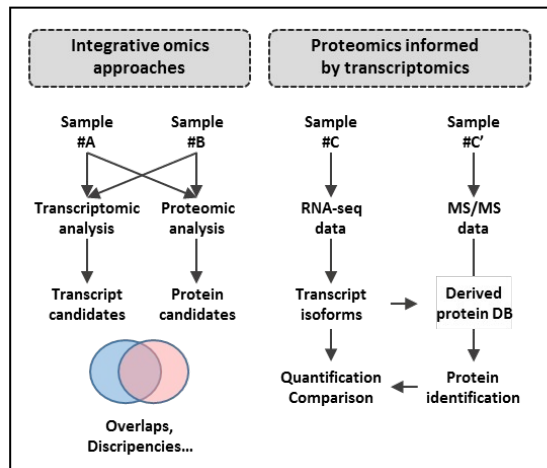 Integrative omics
approaches
Proteomics informed
by transcriptomics
Sample
#A
Sample
#B
Transcriptomic
analysis
Proteomic
analysis
Transcript
candidates
Protein
candidates
Overlaps,
Discripencies...
Sample
#C
Sample
#C'
RNA-seq
data
MS/MS
data
Transcript
isoforms
Derived
protein DB
Quantification
Comparison
Protein
identification